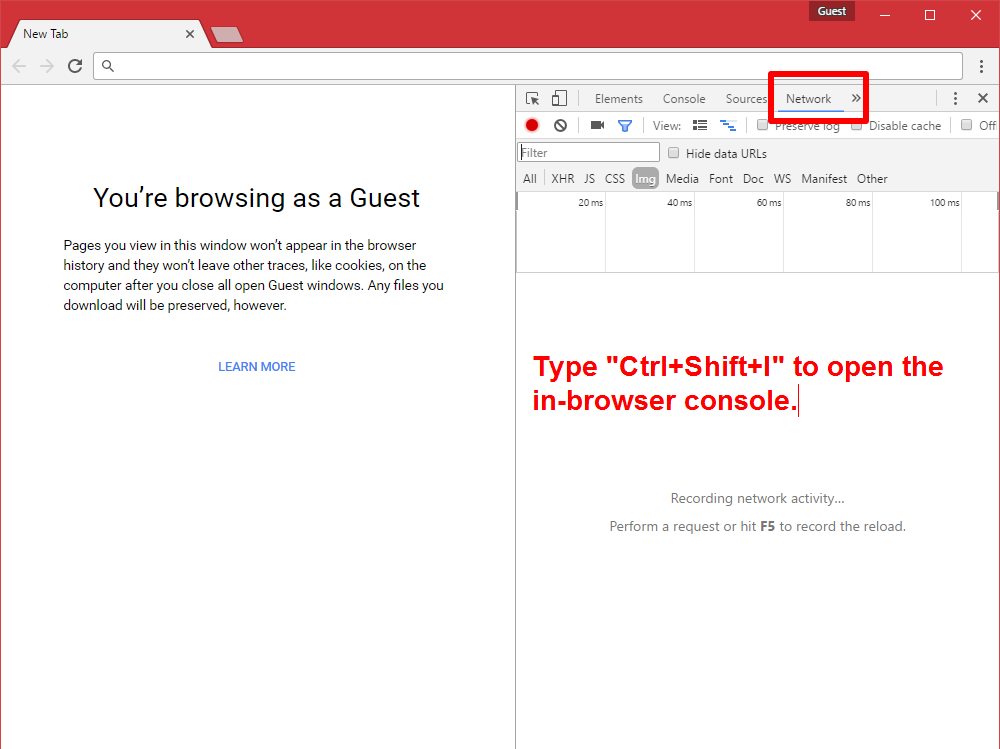 Guest
New Tab
Elements Console Sources Network »
View: Preserve log Disable cache Off
Filter Hide data URLs
All XHR JS CSS Img Media Font Doc WS Manifest Other
20 ms 40 ms 60 ms 80 ms 100 ms
You’re browsing as a Guest
Pages you view in this window won’t appear in the browser
history and they won’t leave other traces, like cookies, on the
computer after you close all open Guest windows. Any files you
download will be preserved, however.
LEARN MORE
Type "Ctrl+Shift+I" to open the
in-browser console.
Recording network activity...
Perform a request or hit F5 to record the reload.